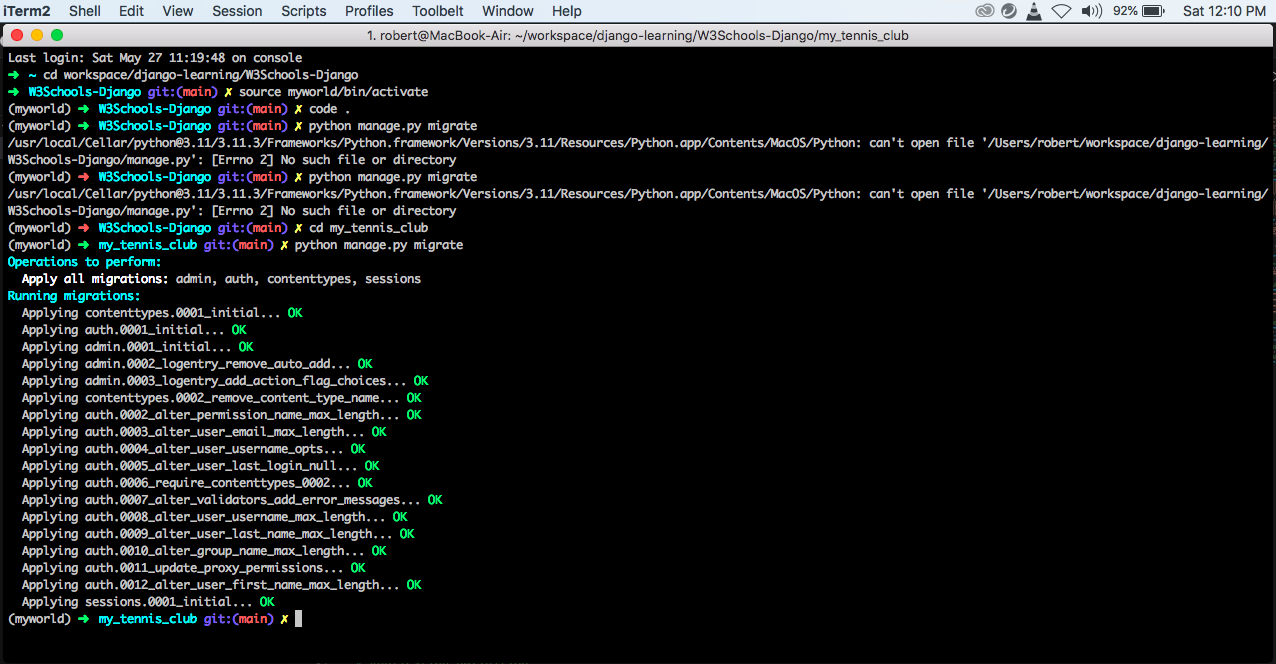 iTerm2 Shell Edit View Session Scripts Profiles Toolbelt Window Help 92% Sat 12:10 PM
1. robert@MacBook-Air: ~/workspace/django-learning/W3Schools-Django/my_tennis_club
Last login: Sat May 27 11:19:48 on console
➜ ~ cd workspace/django-learning/W3Schools-Django
➜ W3Schools-Django git:(main) ✗ source myworld/bin/activate
(myworld) ➜ W3Schools-Django git:(main) ✗ code .
(myworld) ➜ W3Schools-Django git:(main) ✗ python manage.py migrate
/usr/local/Cellar/python@3.11/3.11.3/Frameworks/Python.framework/Versions/3.11/Resources/Python.app/Contents/MacOS/Python: can't open file '/Users/robert/workspace/django-learning/
W3Schools-Django/manage.py': [Errno 2] No such file or directory
(myworld) ➜ W3Schools-Django git:(main) ✗ python manage.py migrate
/usr/local/Cellar/python@3.11/3.11.3/Frameworks/Python.framework/Versions/3.11/Resources/Python.app/Contents/MacOS/Python: can't open file '/Users/robert/workspace/django-learning/
W3Schools-Django/manage.py': [Errno 2] No such file or directory
(myworld) ➜ W3Schools-Django git:(main) ✗ cd my_tennis_club
(myworld) ➜ my_tennis_club git:(main) ✗ python manage.py migrate
Operations to perform:
  Apply all migrations: admin, auth, contenttypes, sessions
Running migrations:
  Applying contenttypes.0001_initial... OK
  Applying auth.0001_initial... OK
  Applying admin.0001_initial... OK
  Applying admin.0002_logentry_remove_auto_add... OK
  Applying admin.0003_logentry_add_action_flag_choices... OK
  Applying contenttypes.0002_remove_content_type_name... OK
  Applying auth.0002_alter_permission_name_max_length... OK
  Applying auth.0003_alter_user_email_max_length... OK
  Applying auth.0004_alter_user_username_opts... OK
  Applying auth.0005_alter_user_last_login_null... OK
  Applying auth.0006_require_contenttypes_0002... OK
  Applying auth.0007_alter_validators_add_error_messages... OK
  Applying auth.0008_alter_user_username_max_length... OK
  Applying auth.0009_alter_user_last_name_max_length... OK
  Applying auth.0010_alter_group_name_max_length... OK
  Applying auth.0011_update_proxy_permissions... OK
  Applying auth.0012_alter_user_first_name_max_length... OK
  Applying sessions.0001_initial... OK
(myworld) ➜ my_tennis_club git:(main) ✗